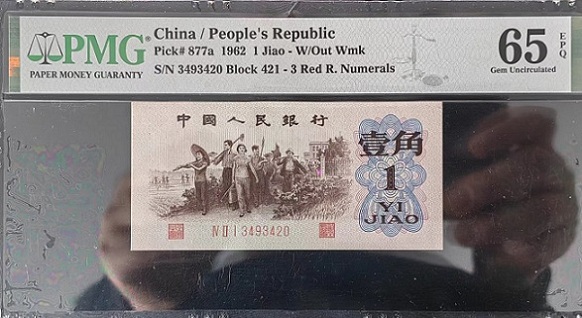 PMG
PAPER MONEY GUARANTY
China / People's Republic
Pick# 877a 1962 1 Jiao - W/Out Wmk
S/N 3493420 Block 421 - 3 Red R. Numerals
65 EPQ
Gem Uncirculated
中國人民銀行
壹角
1
YI
JIAO
ⅣⅡⅠ3493420